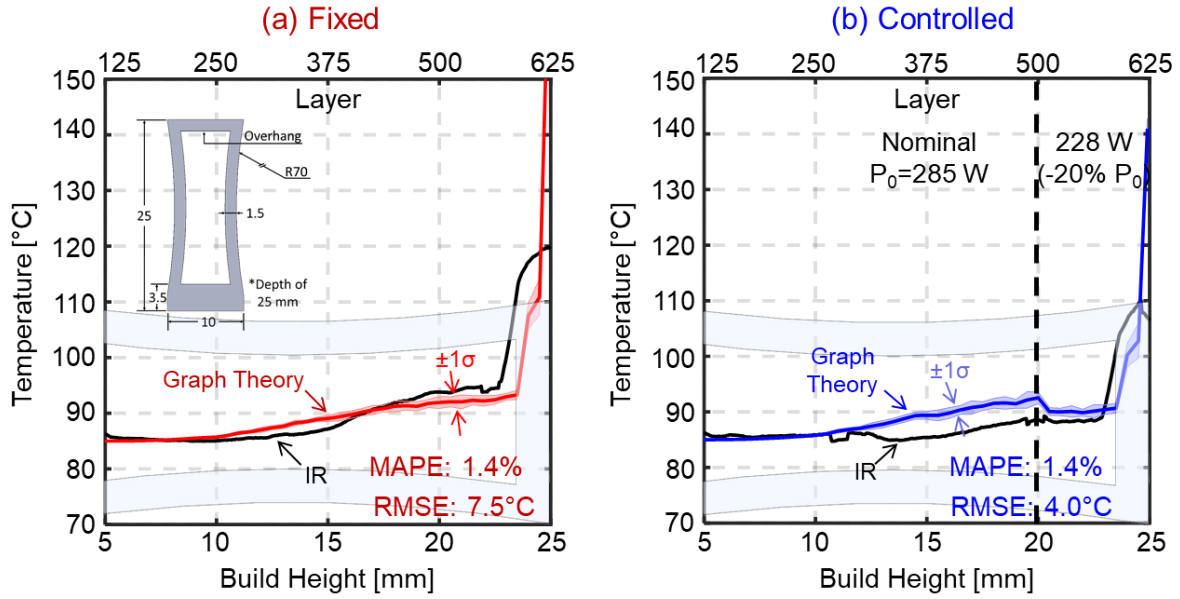 (a) Fixed
125 250 375 500 625
Layer
150
140
130
120
110
100
90
80
70
Temperature [°C]
Overhang
R70
25
1.5
3.5
*Depth of
25 mm
10
±1σ
Graph Theory
IR
MAPE: 1.4%
RMSE: 7.5°C
5 10 15 20 25
Build Height [mm]
(b) Controlled
125 250 375 500 625
Layer
150
140
130
120
110
100
90
80
70
Temperature [°C]
Nominal
P₀=285 W
228 W
(-20% P₀
Graph
Theory
±1σ
IR
MAPE: 1.4%
RMSE: 4.0°C
5 10 15 20 25
Build Height [mm]